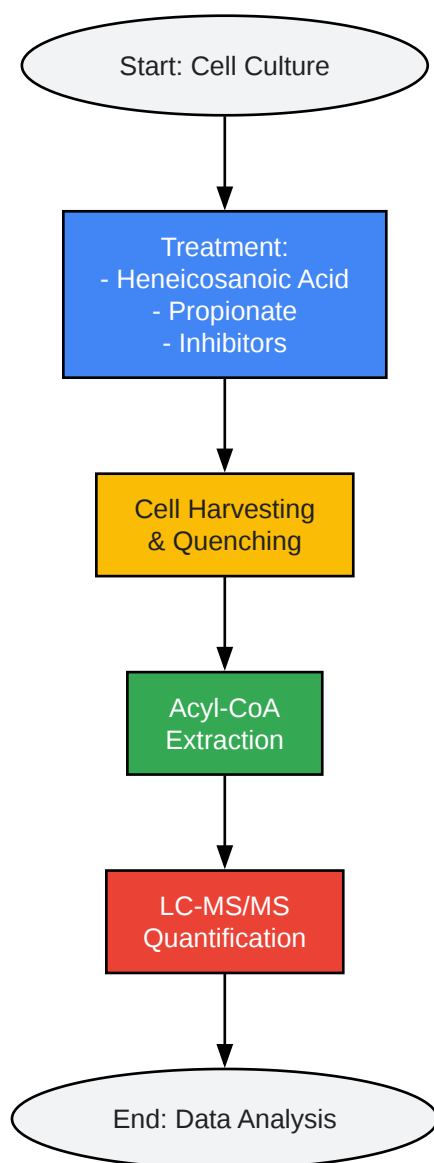 Start: Cell Culture
Treatment:
- Heneicosanoic Acid
- Propionate
- Inhibitors
Cell Harvesting
& Quenching
Acyl-CoA
Extraction
LC-MS/MS
Quantification
End: Data Analysis